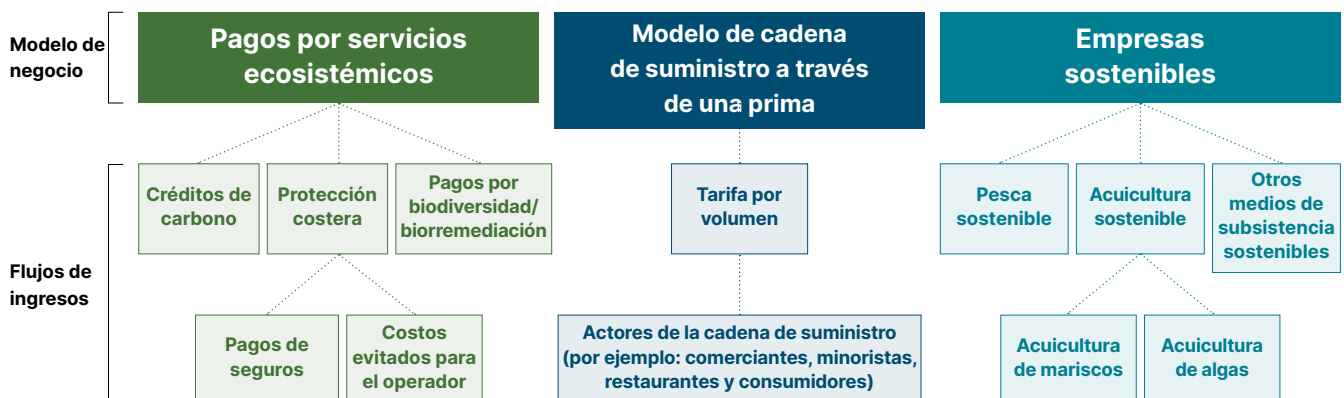 Modelo de
negocio
Pagos por servicios
ecosistémicos
Modelo de cadena
de suministro a través
de una prima
Empresas
sostenibles
Flujos de
ingresos
Créditos de
carbono
Protección
costera
Pagos por
biodiversidad/
biorremediación
Tarifa por
volumen
Pesca
sostenible
Acuicultura
sostenible
Otros
medios de
subsistencia
sostenibles
Pagos de
seguros
Costos
evitados para
el operador
Actores de la cadena de suministro
(por ejemplo: comerciantes, minoristas,
restaurantes y consumidores)
Acuicultura
de mariscos
Acuicultura
de algas